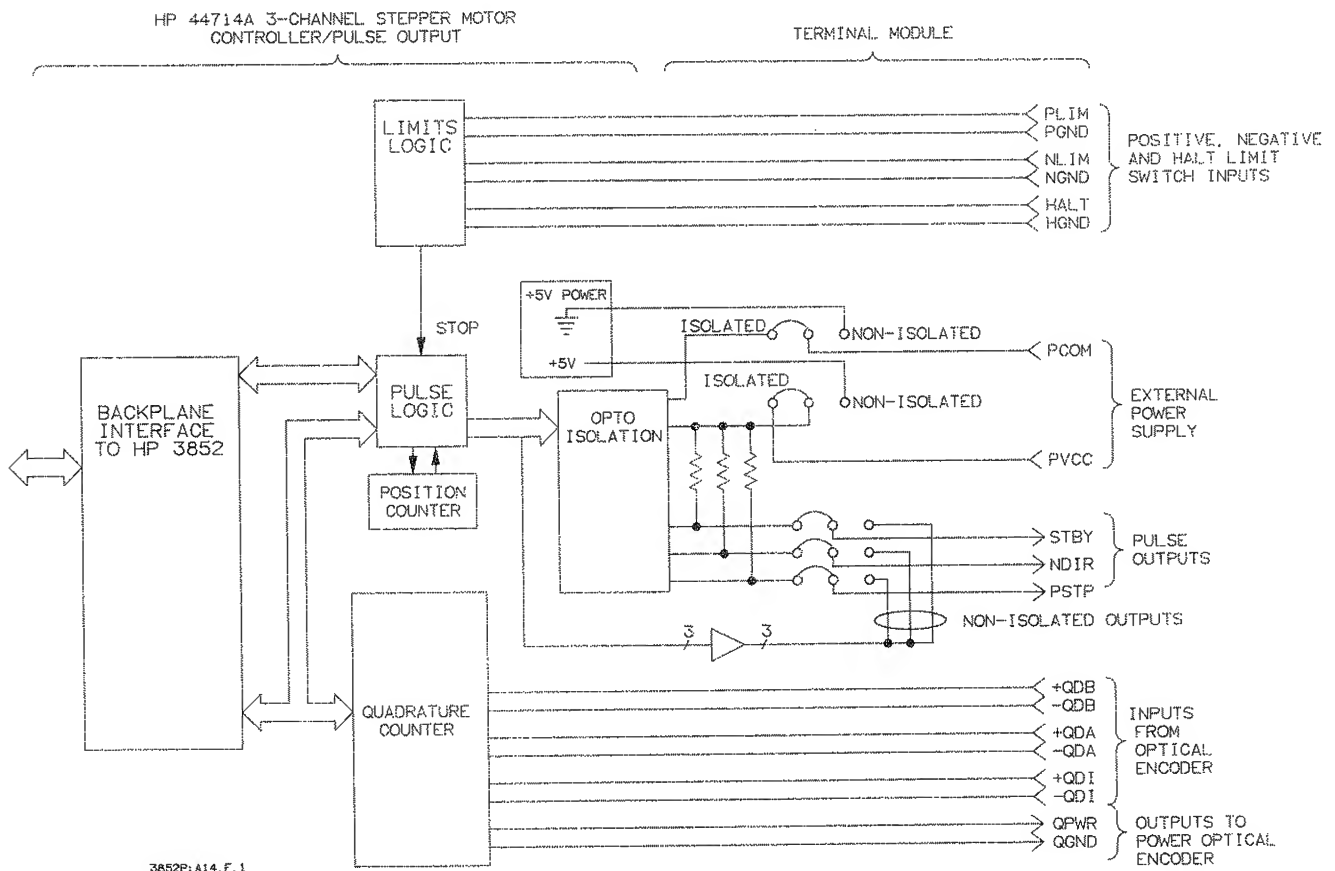 HP 44714A 3-CHANNEL STEPPER MOTOR
CONTROLLER/PULSE OUTPUT
TERMINAL MODULE
LIMITS
LOGIC
PLIM
PGND
NLIM
NGND
HALT
HGND
POSITIVE, NEGATIVE
AND HALT LIMIT
SWITCH INPUTS
STOP
+5V POWER
+5V
ISOLATED
NON-ISOLATED
PCOM
ISOLATED
NON-ISOLATED
PVCC
EXTERNAL
POWER
SUPPLY
BACKPLANE
INTERFACE
TO HP 3852
PULSE
LOGIC
POSITION
COUNTER
OPTO
ISOLATION
STBY
NDIR
PSTP
PULSE
OUTPUTS
NON-ISOLATED OUTPUTS
3
3
QUADRATURE
COUNTER
+QDB
-QDB
+QDA
-QDA
+QDI
-QDI
INPUTS
FROM
OPTICAL
ENCODER
QPWR
QGND
OUTPUTS TO
POWER OPTICAL
ENCODER
3852P:A14.F.1